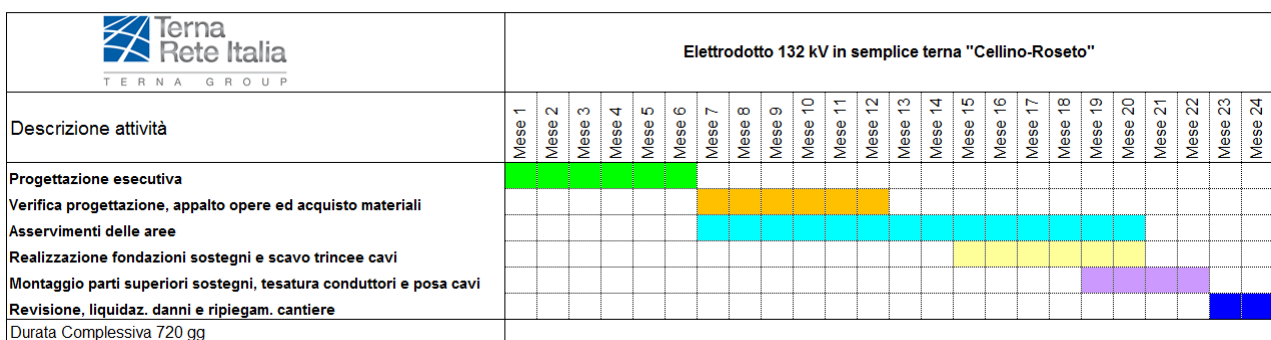 Terna
Rete Italia
TERNA GROUP
Elettrodotto 132 kV in semplice terna "Cellino-Roseto"
Descrizione attività
Mese 1
Mese 2
Mese 3
Mese 4
Mese 5
Mese 6
Mese 7
Mese 8
Mese 9
Mese 10
Mese 11
Mese 12
Mese 13
Mese 14
Mese 15
Mese 16
Mese 17
Mese 18
Mese 19
Mese 20
Mese 21
Mese 22
Mese 23
Mese 24
Progettazione esecutiva
Verifica progettazione, appalto opere ed acquisto materiali
Asservimenti delle aree
Realizzazione fondazioni sostegni e scavo trincee cavi
Montaggio parti superiori sostegni, tesatura conduttori e posa cavi
Revisione, liquidaz. danni e ripiegam. cantiere
Durata Complessiva 720 gg